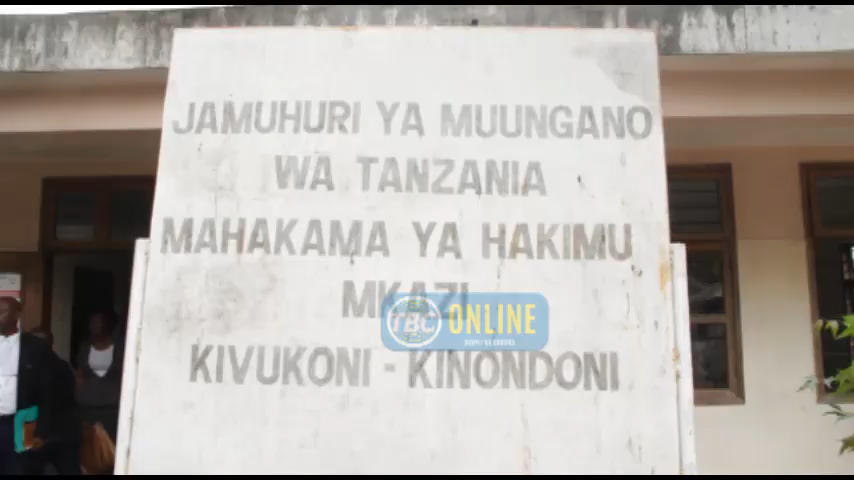 JAMUHURI YA MUUNGANO
WA TANZANIA
MAHAKAMA YA HAKIMU
MKAZI
TBC ONLINE
KIVUKONI - KINONDONI